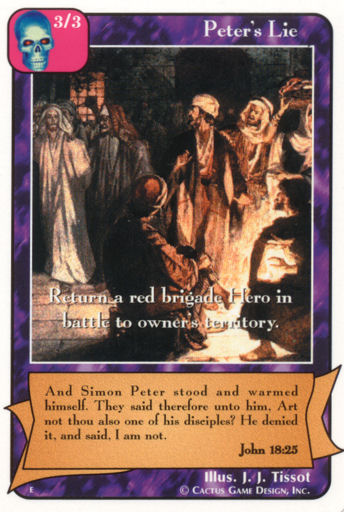 3/3
Peter's Lie
Return a red brigade Hero in
battle to owner's territory.
And Simon Peter stood and warmed
himself. They said therefore unto him, Art
not thou also one of his disciples? He denied
it, and said, I am not.
John 18:25
Illus. J. J. Tissot
E
© Cactus Game Design, Inc.